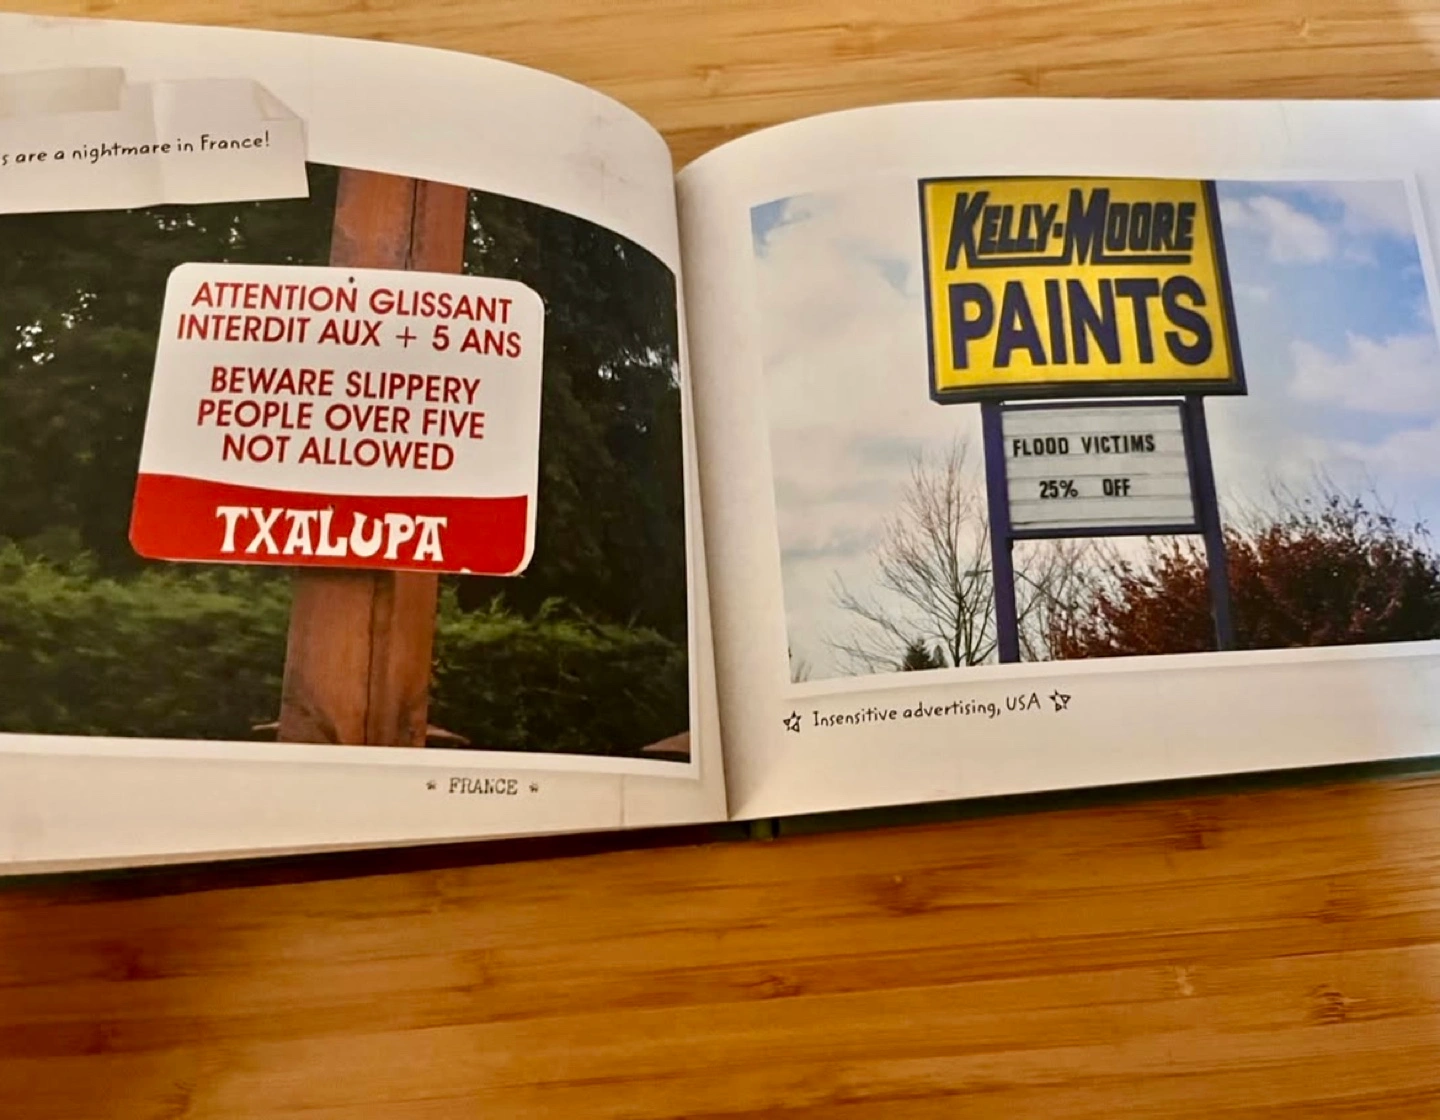 s are a nightmare in France!
ATTENTION GLISSANT
INTERDIT AUX + 5 ANS
BEWARE SLIPPERY
PEOPLE OVER FIVE
NOT ALLOWED
TXALUPA
* FRANCE *
KELLY-MOORE
PAINTS
FLOOD VICTIMS
25% OFF
☆ Insensitive advertising, USA ☆